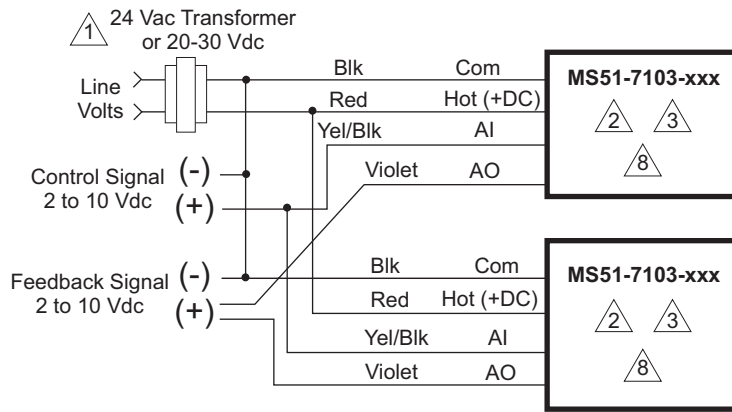 1
24 Vac Transformer
or 20-30 Vdc
Line
Volts
Blk
Com
Red
Hot (+DC)
Yel/Blk
AI
Violet
AO
MS51-7103-xxx
2
3
8
Control Signal
2 to 10 Vdc
(-)
(+)
Feedback Signal
2 to 10 Vdc
(-)
(+)
Blk
Com
Red
Hot (+DC)
Yel/Blk
AI
Violet
AO
MS51-7103-xxx
2
3
8